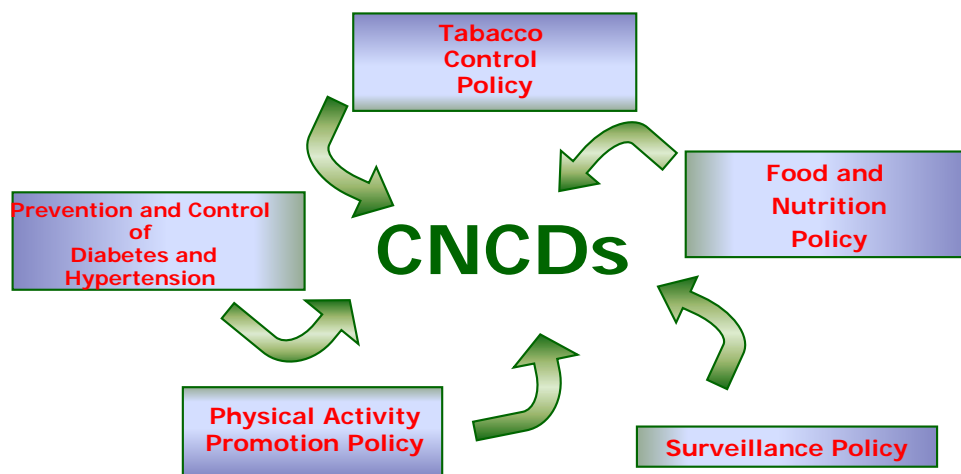 Tabacco
Control
Policy
Food and
Nutrition
Policy
Prevention and Control
of
Diabetes and
Hypertension
CNCDs
Physical Activity
Promotion Policy
Surveillance Policy